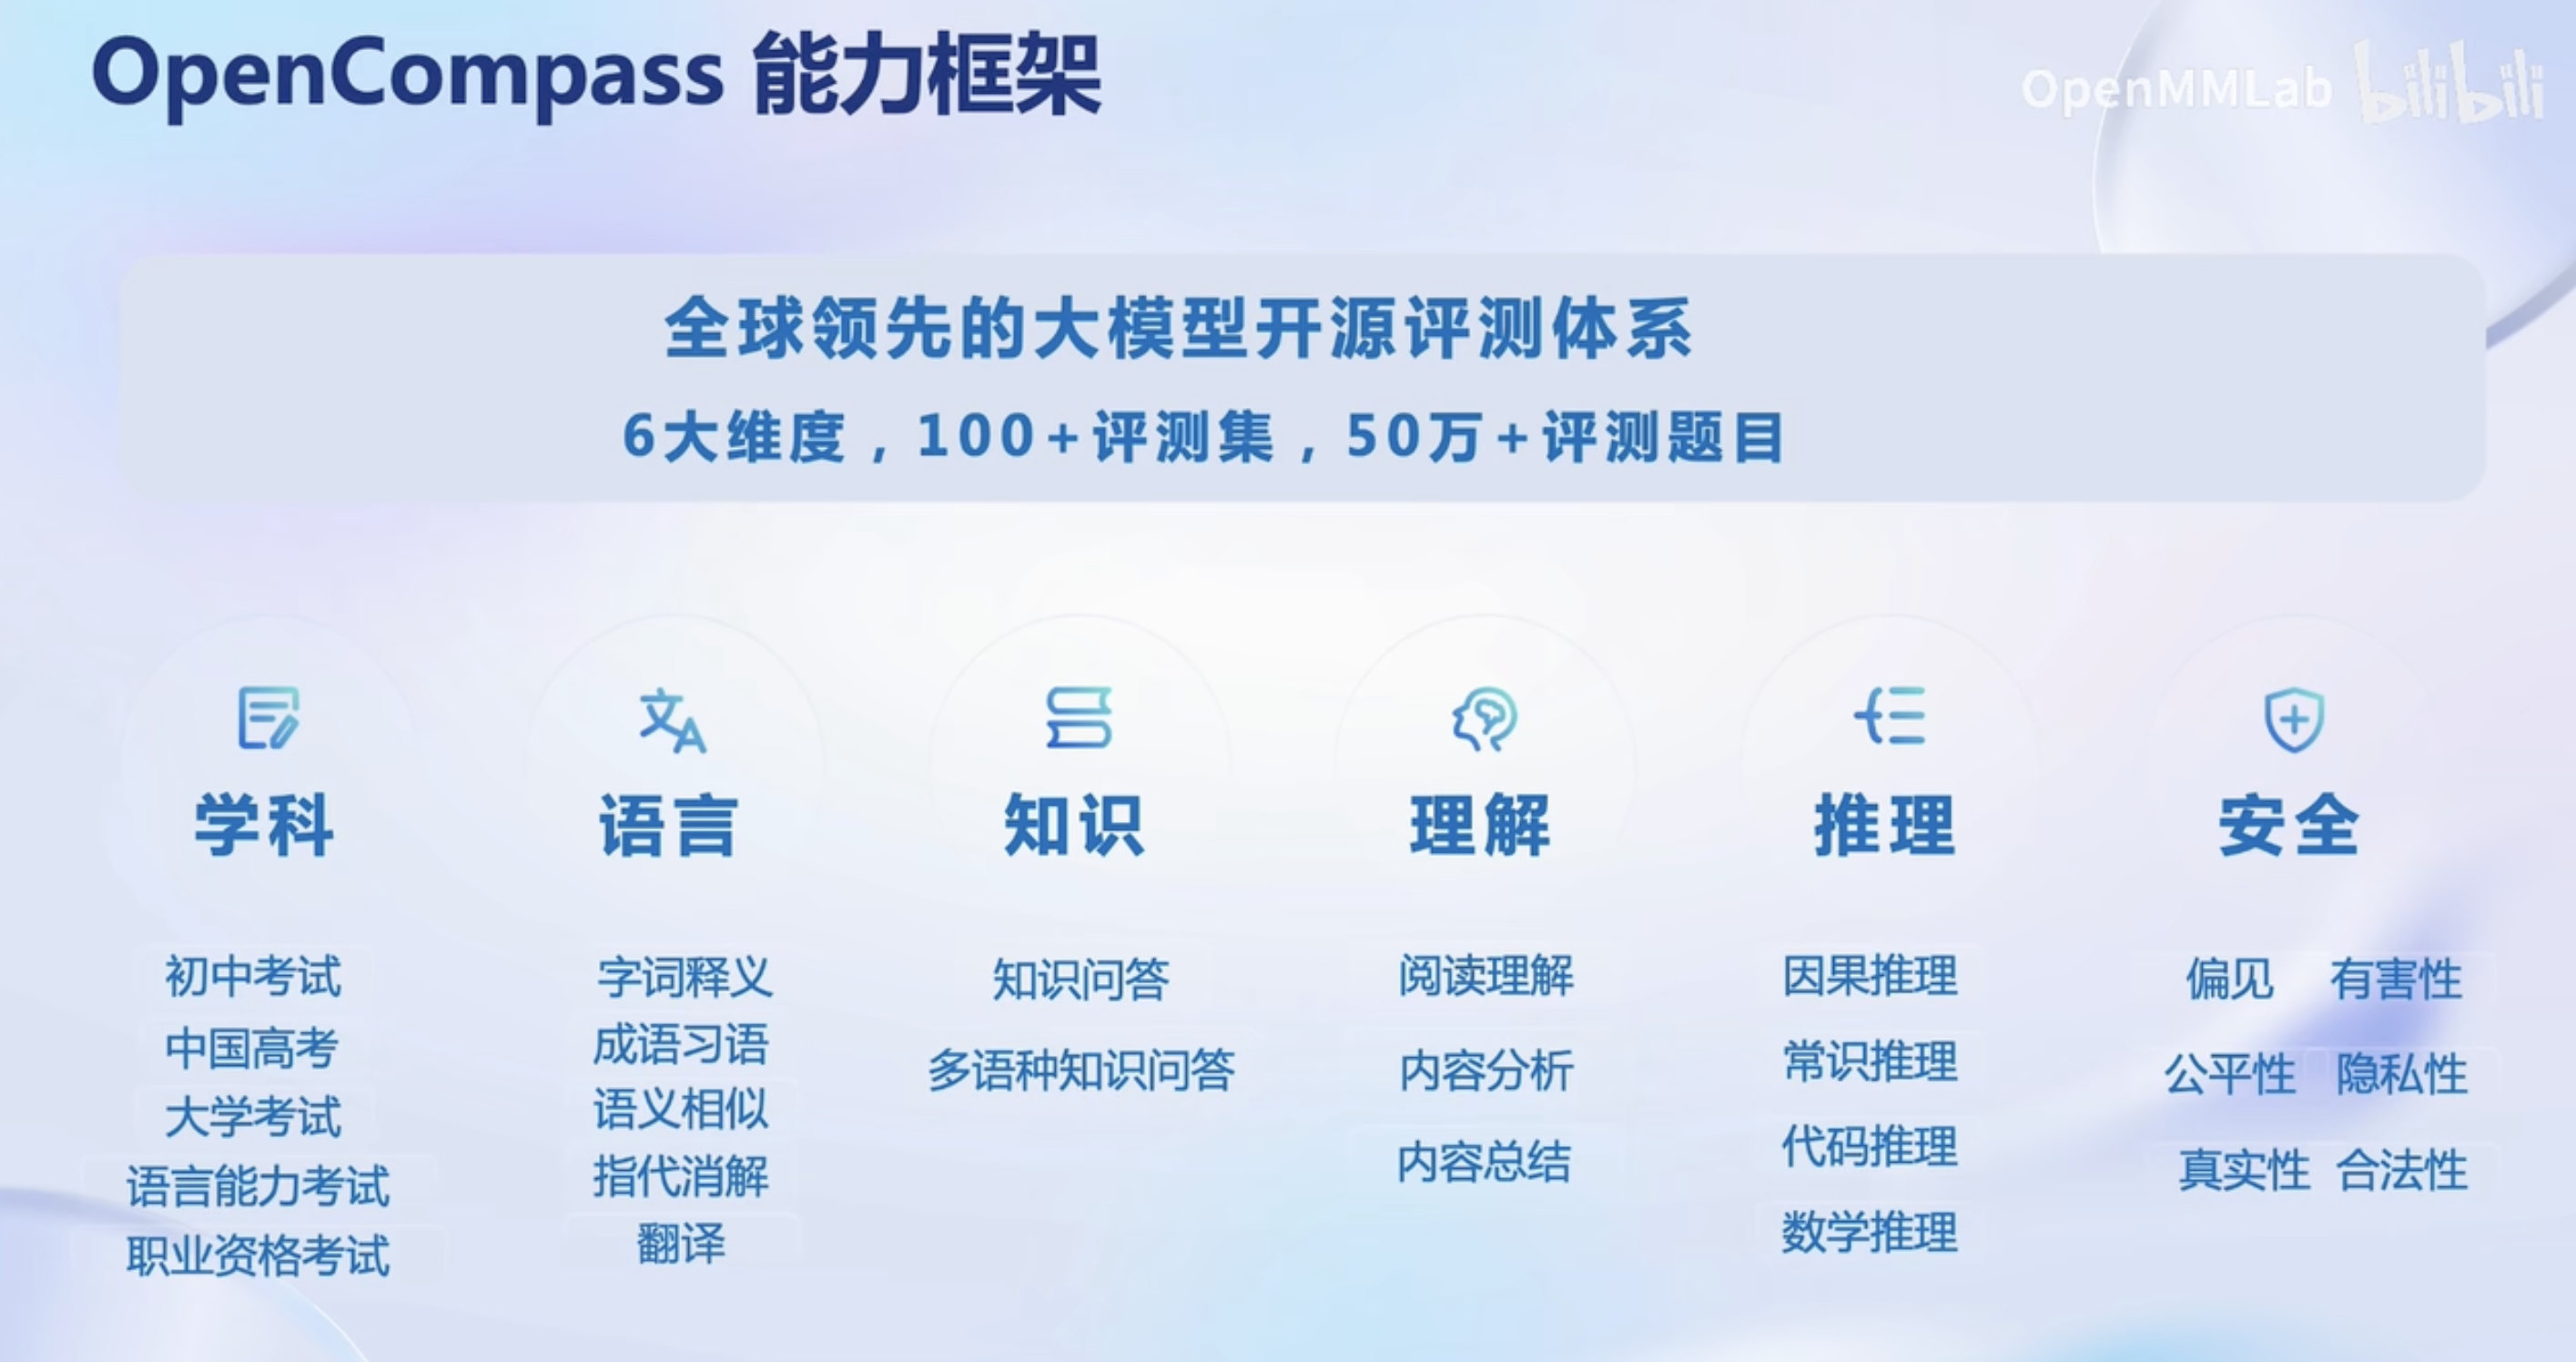 OpenCompass 能力框架
OpenMMLab bilibili
全球领先的大模型开源评测体系
6大维度，100+评测集，50万+评测题目
学科
初中考试
中国高考
大学考试
语言能力考试
职业资格考试
语言
字词释义
成语习语
语义相似
指代消解
翻译
知识
知识问答
多语种知识问答
理解
阅读理解
内容分析
内容总结
推理
因果推理
常识推理
代码推理
数学推理
安全
偏见 有害性
公平性 隐私性
真实性 合法性